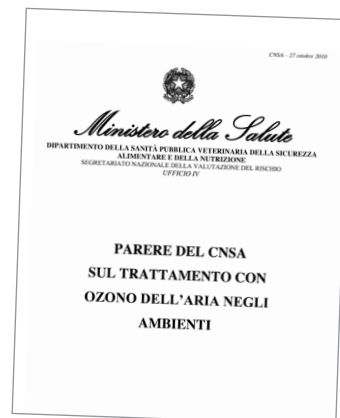 CNSA – 27 ottobre 2010
Ministero della Salute
DIPARTIMENTO DELLA SANITÀ PUBBLICA VETERINARIA DELLA SICUREZZA
ALIMENTARE E DELLA NUTRIZIONE
SEGRETARIATO NAZIONALE DELLA VALUTAZIONE DEL RISCHIO
UFFICIO IV
PARERE DEL CNSA
SUL TRATTAMENTO CON
OZONO DELL'ARIA NEGLI
AMBIENTI